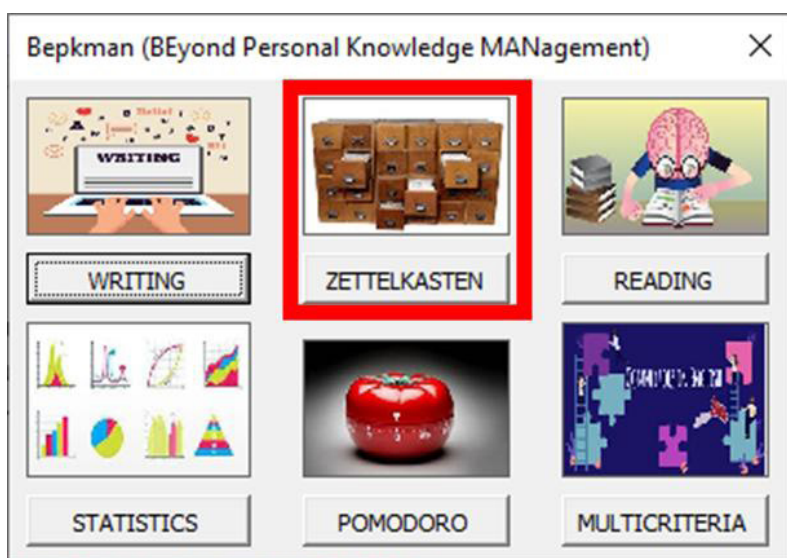 Bepkman (BEyond Personal Knowledge MANagement)
WRITING
WRITING
ZETTELKASTEN
READING
STATISTICS
POMODORO
MULTICRITERIA